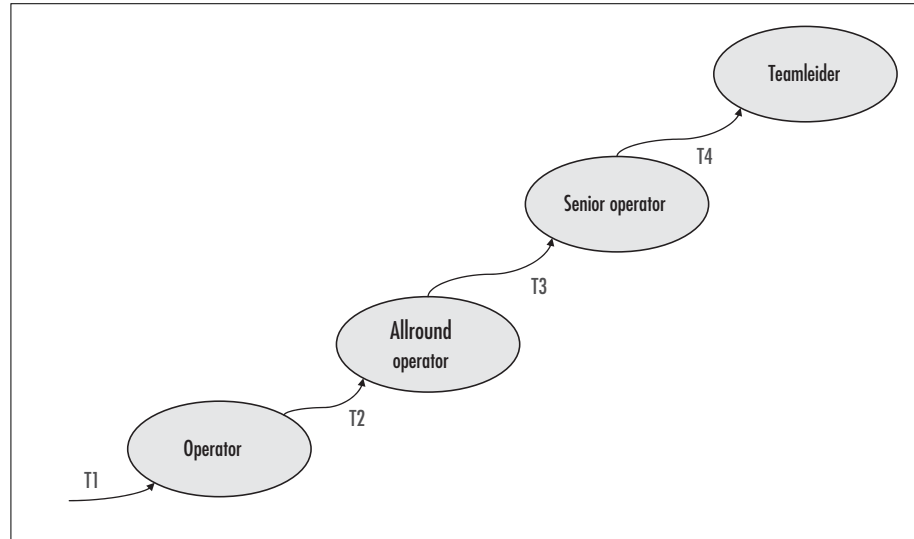 Teamleider
T4
Senior operator
T3
Allround
operator
T2
Operator
T1